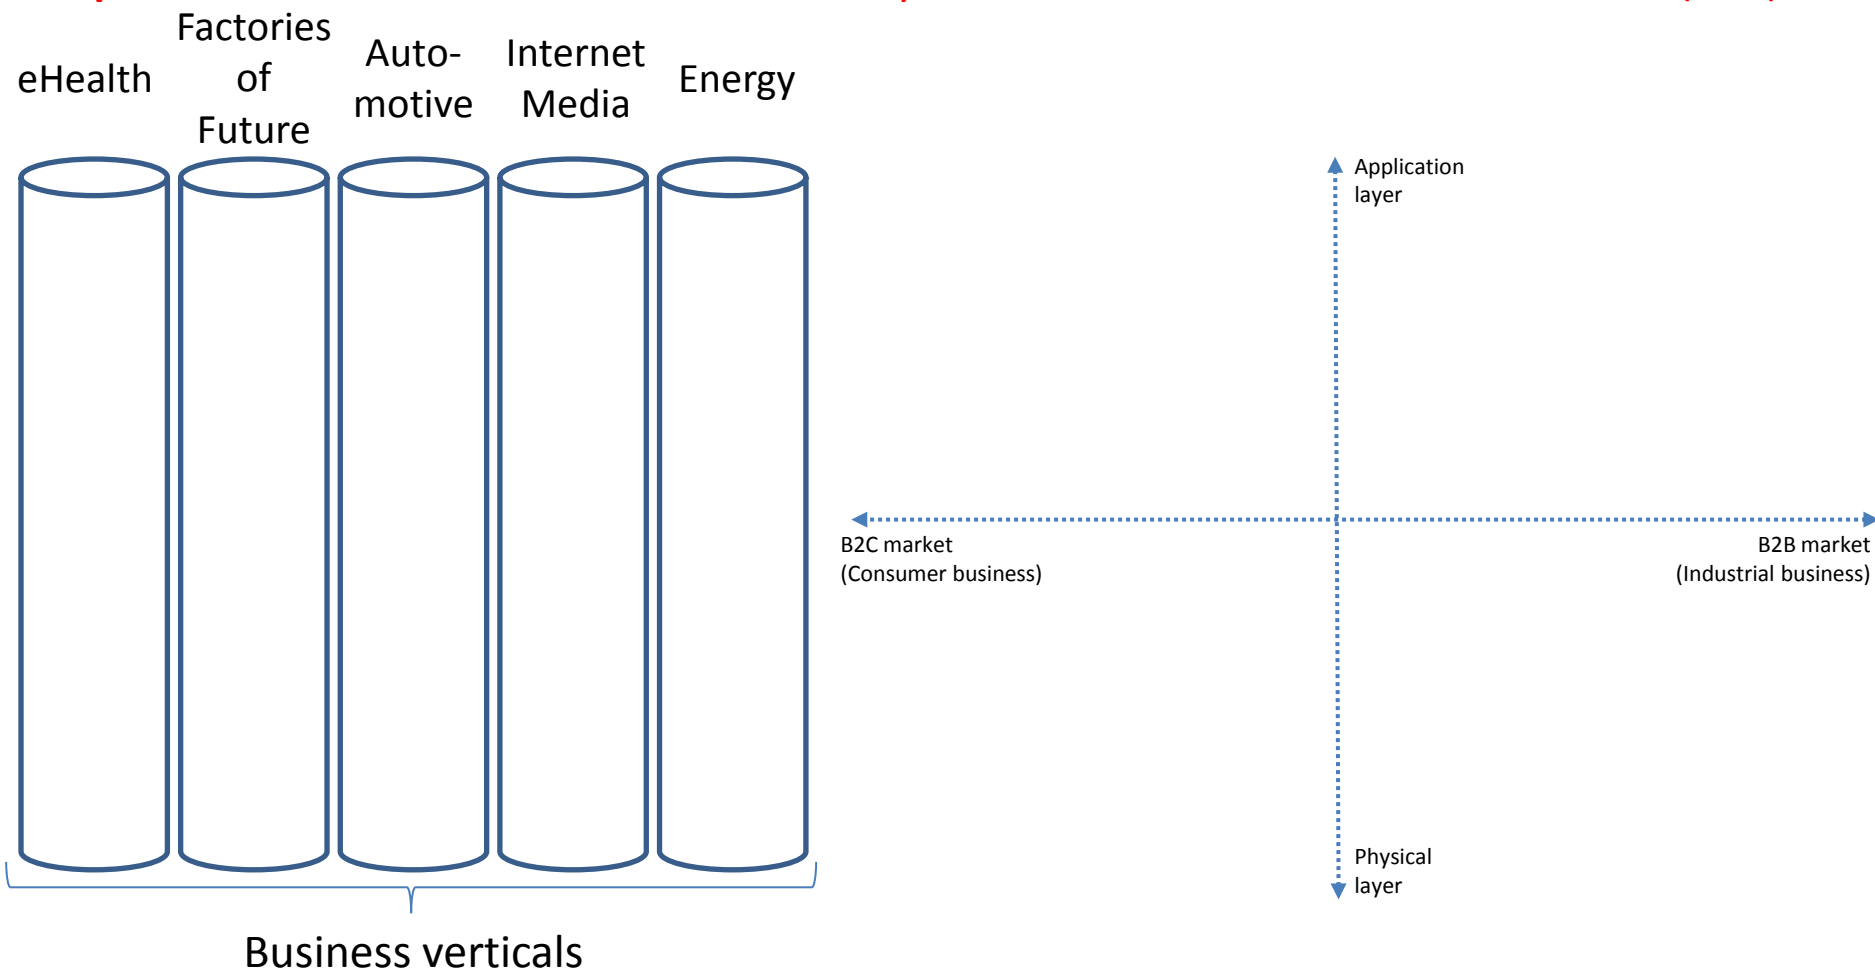 eHealth
Factories
of
Future
Auto-
motive
Internet
Media
Energy
Application
layer
B2C market
(Consumer business)
B2B market
(Industrial business)
Physical
layer
Business verticals